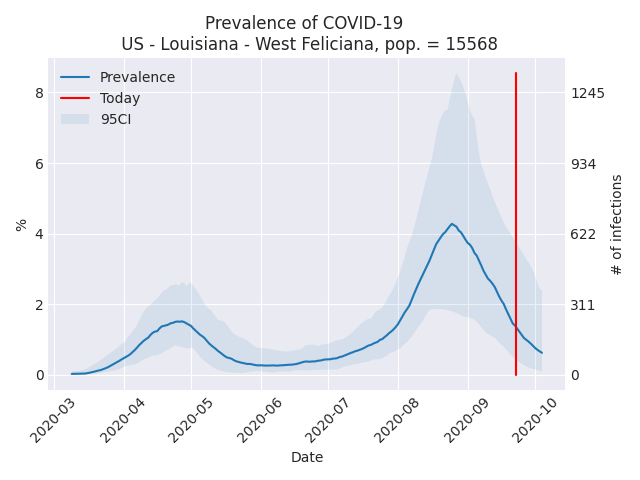 Prevalence of COVID-19
US - Louisiana - West Feliciana, pop. = 15568
Prevalence
Today
95CI
8
6
4
2
0
%
1245
934
622
311
0
# of infections
2020-03
2020-04
2020-05
2020-06
2020-07
2020-08
2020-09
2020-10
Date